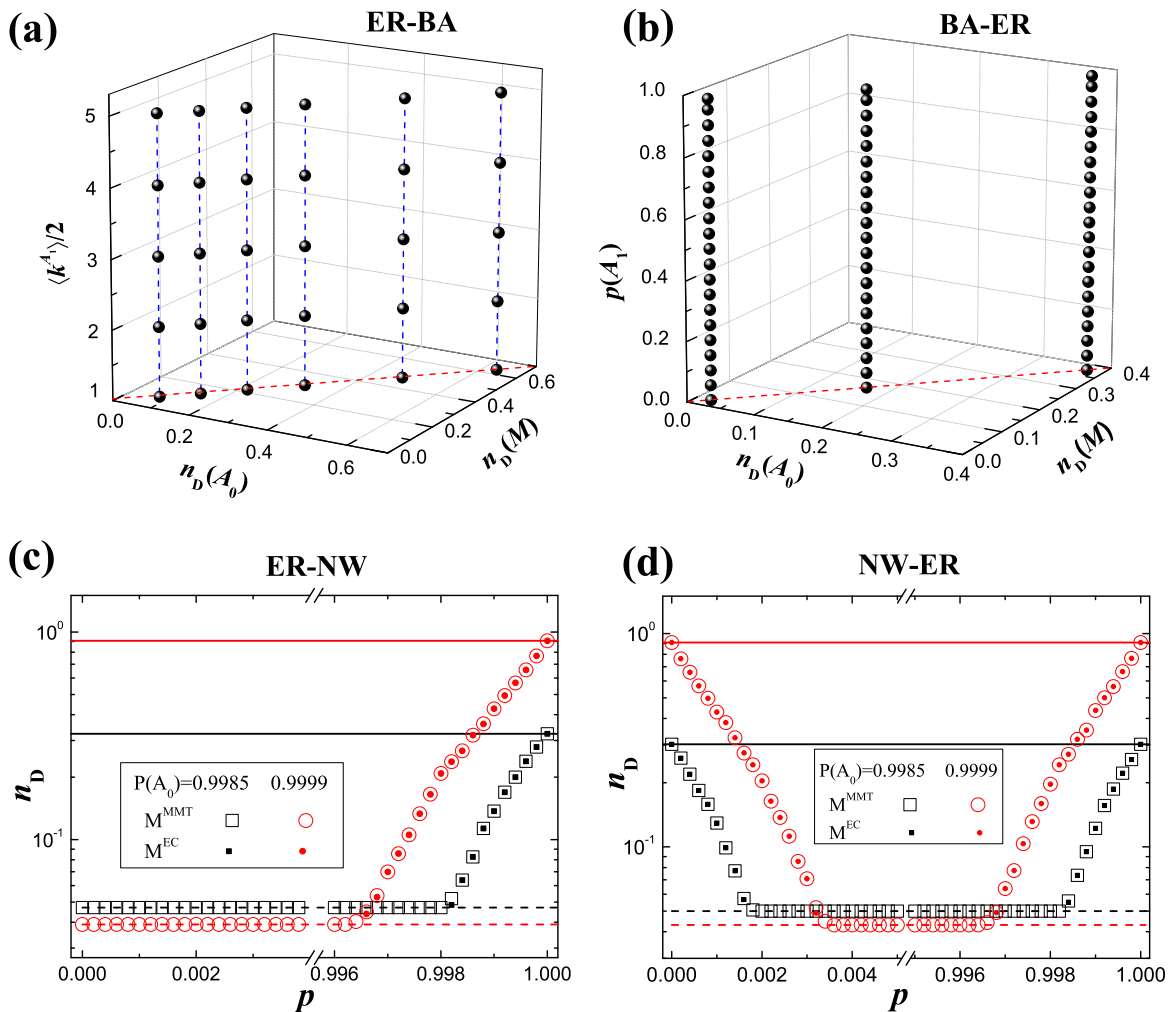 (a)
ER-BA
5
4
3
2
1
⟨k^{A_1}⟩/2
0.0
0.2
0.4
0.6
n_D(A_0)
0.0
0.2
0.4
0.6
n_D(M)
(b)
BA-ER
1.0
0.8
0.6
0.4
0.2
0.0
p(A_1)
0.0
0.1
0.2
0.3
0.4
n_D(A_0)
0.0
0.1
0.2
0.3
0.4
n_D(M)
(c)
ER-NW
10^0
10^{-1}
n_D
P(A_0)=0.9985 0.9999
M^{MMT}
M^{EC}
0.000 0.002 0.996 0.998 1.000
p
(d)
NW-ER
10^0
10^{-1}
n_D
P(A_0)=0.9985 0.9999
M^{MMT}
M^{EC}
0.000 0.002 0.004 0.996 0.998 1.000
p